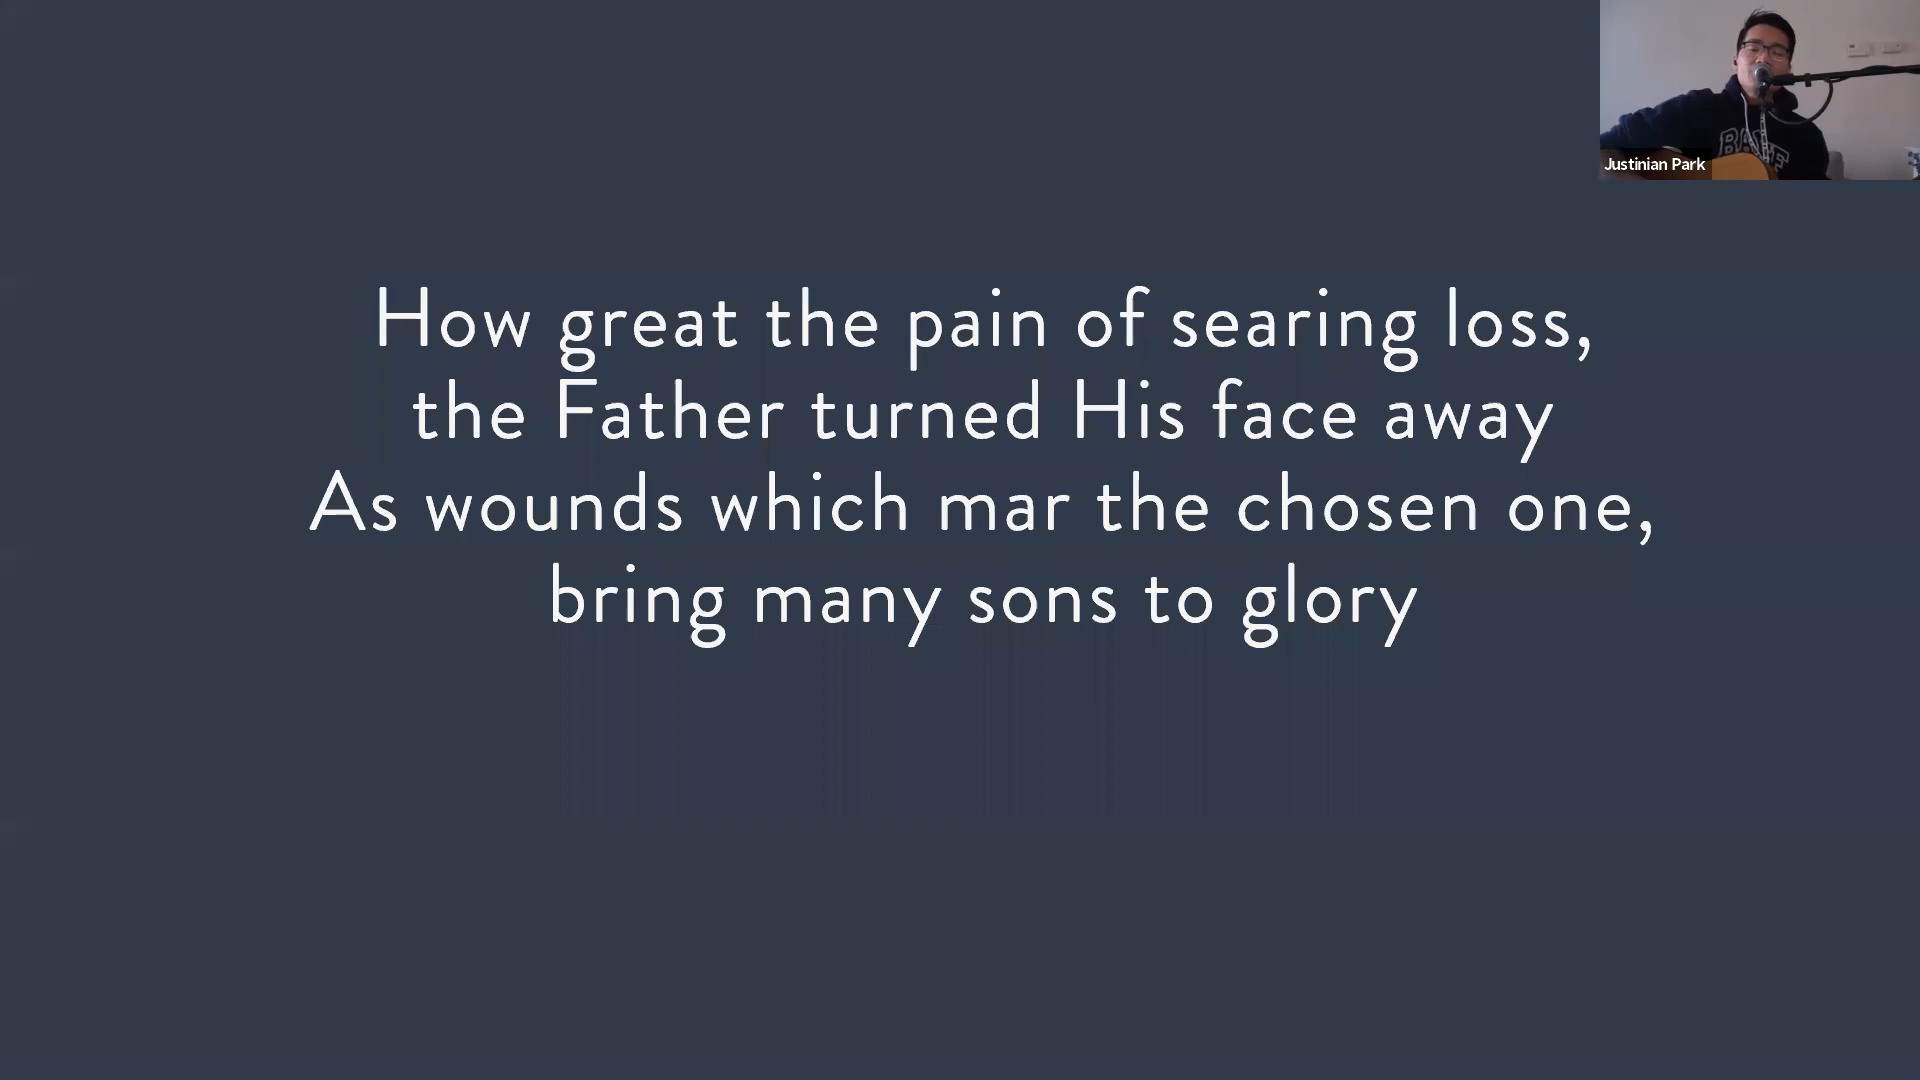 How great the pain of searing loss,
the Father turned His face away
As wounds which mar the chosen one,
bring many sons to glory
Justinian Park